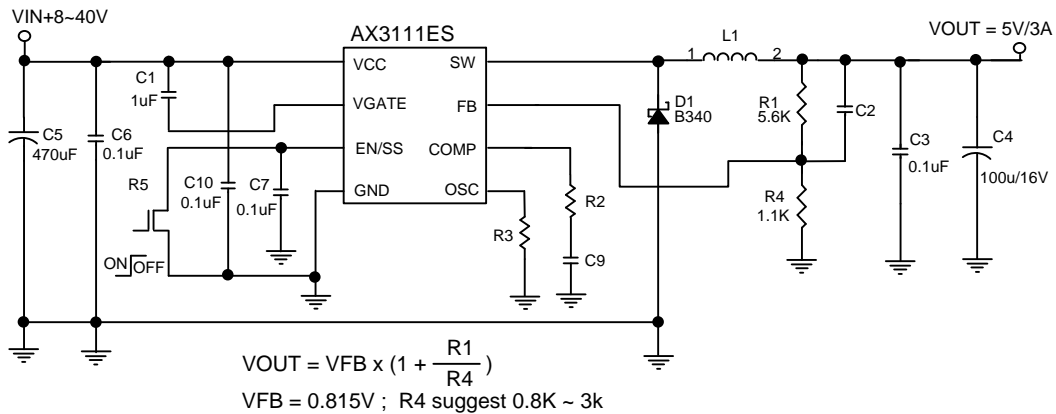 VIN+8~40V
AX3111ES
L1
VOUT = 5V/3A
VCC
SW
1
2
C1
1uF
VGATE
FB
D1
B340
R1
5.6K
C2
C5
470uF
C6
0.1uF
EN/SS
COMP
C3
0.1uF
C4
100u/16V
R5
C10
0.1uF
C7
0.1uF
GND
OSC
R2
R4
1.1K
R3
C9
ON OFF
VOUT = VFB x (1 + R1 / R4 )
VFB = 0.815V ; R4 suggest 0.8K ~ 3k